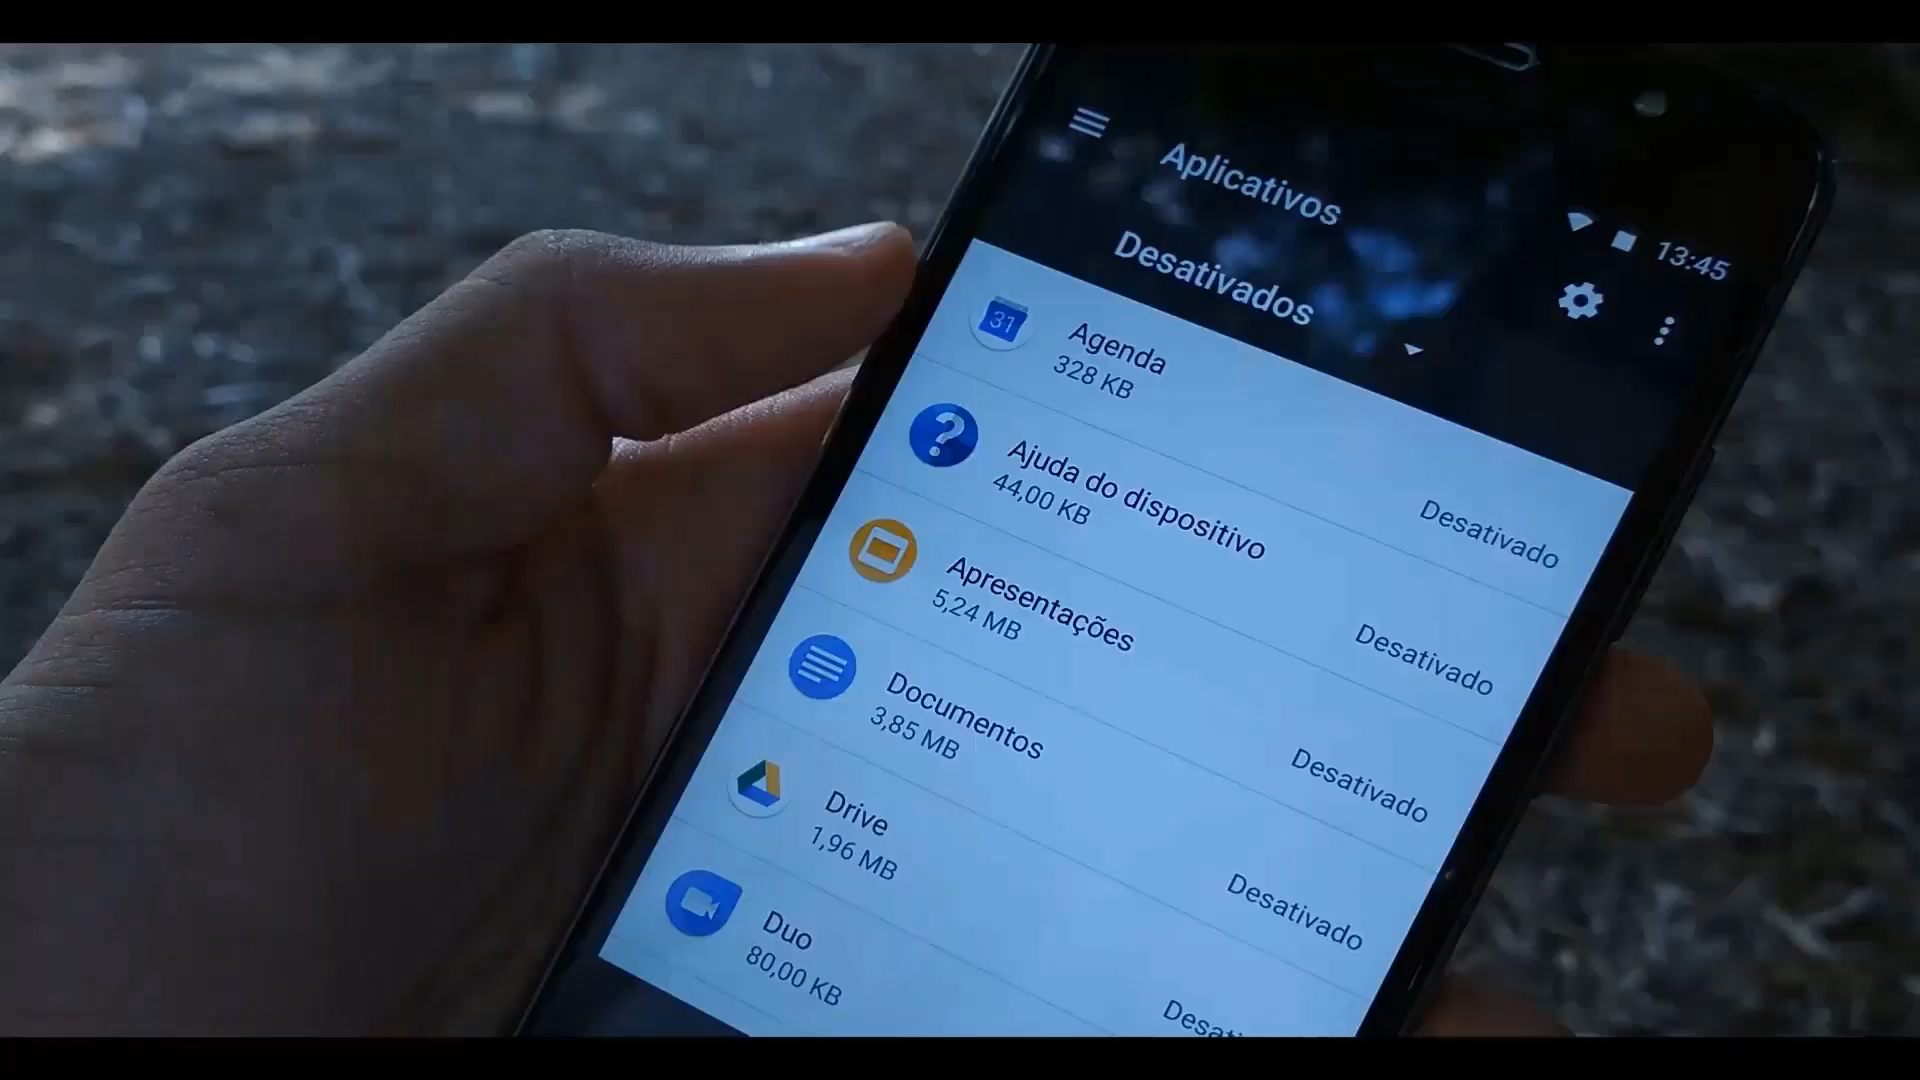 13:45
Aplicativos
Desativados
31
Agenda
328 KB
Desativado
?
Ajuda do dispositivo
44,00 KB
Desativado
Apresentações
5,24 MB
Desativado
Documentos
3,85 MB
Desativado
Drive
1,96 MB
Duo
80,00 KB